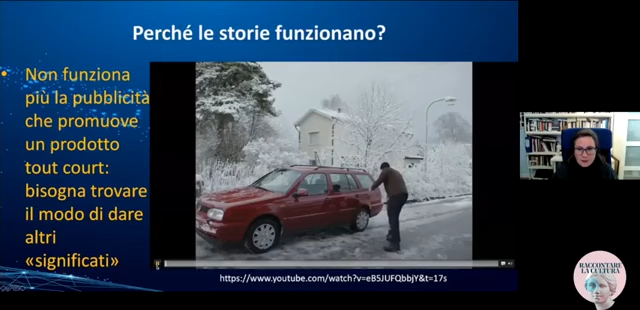 Perché le storie funzionano?
• Non funziona
più la pubblicità
che promuove
un prodotto
tout court:
bisogna trovare
il modo di dare
altri
«significati»
https://www.youtube.com/watch?v=eBSJUFQbbjY&t=17s
RACCONTARE
LA CULTURA